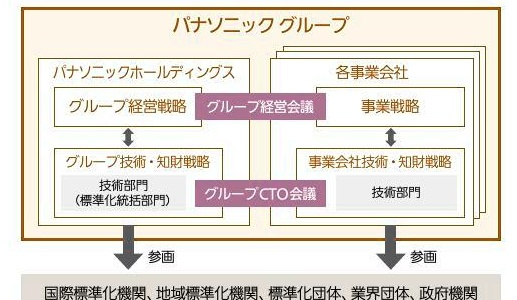 パナソニック グループ
パナソニックホールディングス
各事業会社
グループ経営戦略
グループ経営会議
事業戦略
グループ技術・知財戦略
技術部門
（標準化統括部門）
グループCTO会議
事業会社技術・知財戦略
技術部門
参画
参画
国際標準化機関、地域標準化機関、標準化団体、業界団体、政府機関